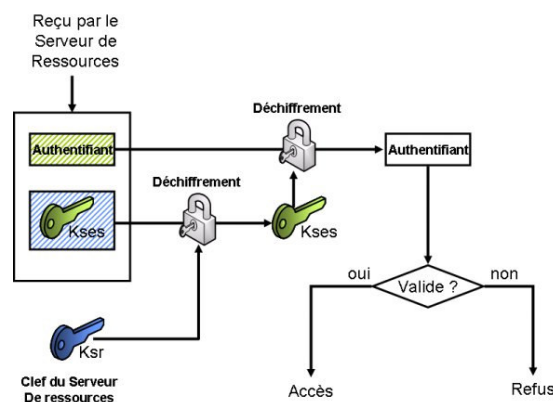 Reçu par le
Serveur de
Ressources
Déchiffrement
Authentifiant
Authentifiant
Déchiffrement
Kses
Kses
oui
Valide ?
non
Ksr
Clef du Serveur
De ressources
Accès
Refus